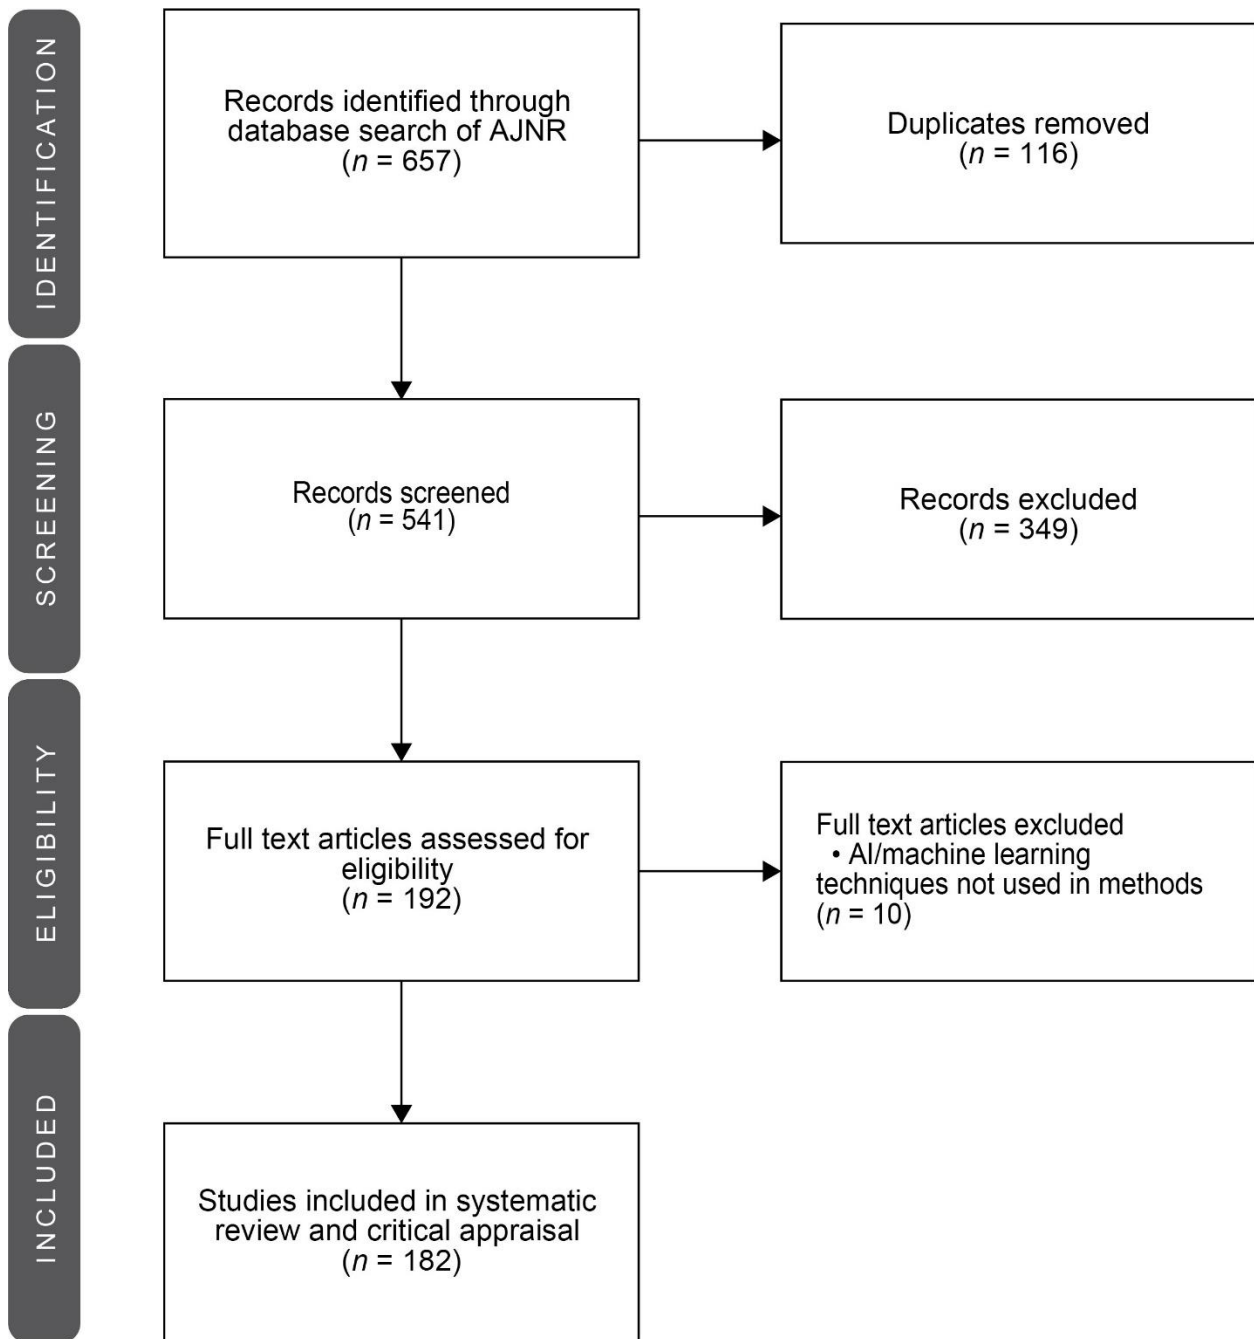 IDENTIFICATION
Records identified through
database search of AJNR
(n = 657)
Duplicates removed
(n = 116)
SCREENING
Records screened
(n = 541)
Records excluded
(n = 349)
ELIGIBILITY
Full text articles assessed for
eligibility
(n = 192)
Full text articles excluded
• AI/machine learning
techniques not used in methods
(n = 10)
INCLUDED
Studies included in systematic
review and critical appraisal
(n = 182)